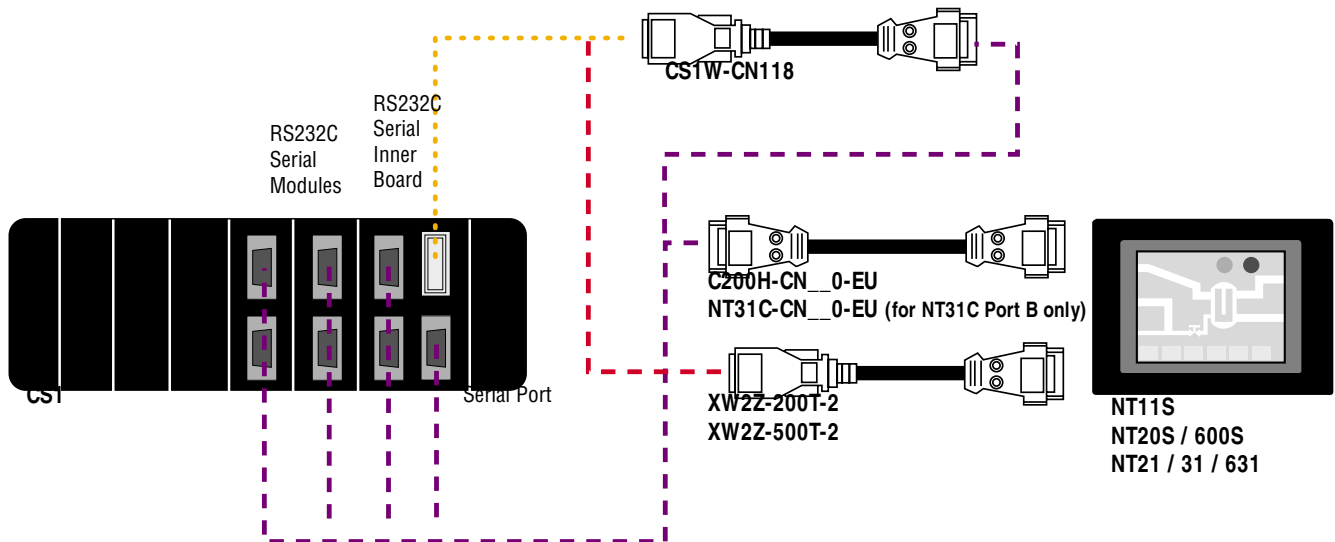 CS1W-CN118
RS232C
Serial
Modules
RS232C
Serial
Inner
Board
C200H-CN__0-EU
NT31C-CN__0-EU (for NT31C Port B only)
CS1
Serial Port
XW2Z-200T-2
XW2Z-500T-2
NT11S
NT20S / 600S
NT21 / 31 / 631